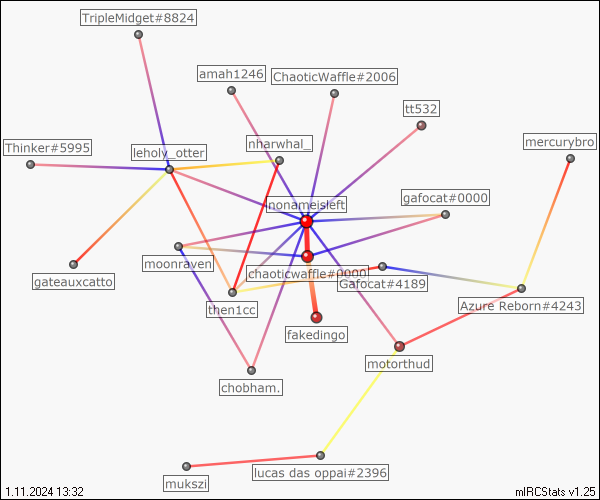 TripleMidget#8824
amah1246
ChaoticWaffle#2006
tt532
Thinker#5995
leholy_otter
nharwhal_
mercurybro
nonameisleft
gafocat#0000
moonraven
chaoticwaffle#0000
gateauxcatto
Gafocat#4189
then1cc
Azure Reborn#4243
fakedingo
motorthud
chobham.
lucas das oppai#2396
mukszi
1.11.2024 13:32
mIRCStats v1.25